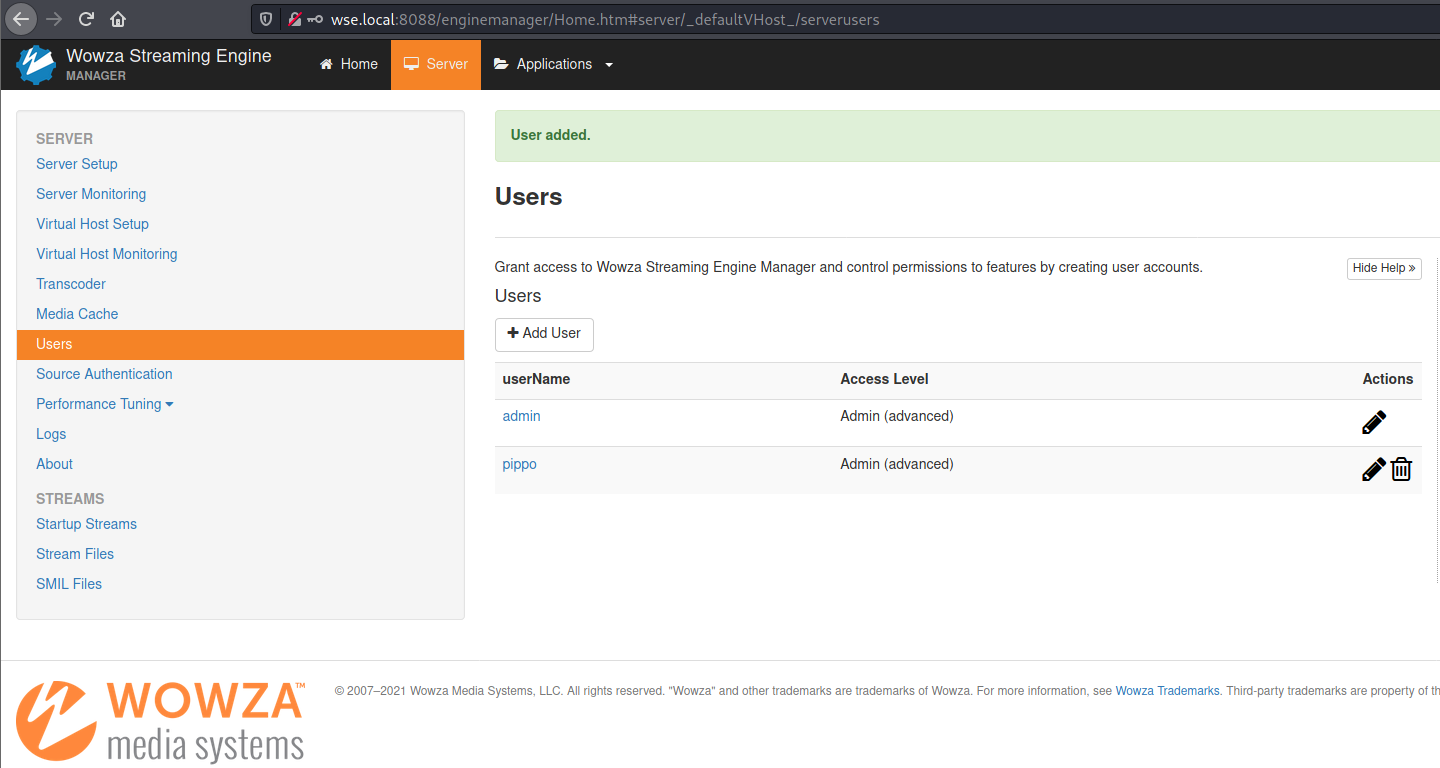 wse.local:8088/enginemanager/Home.htm#server/_defaultVHost_/serverusers
Wowza Streaming Engine
MANAGER
Home
Server
Applications
SERVER
Server Setup
Server Monitoring
Virtual Host Setup
Virtual Host Monitoring
Transcoder
Media Cache
Users
Source Authentication
Performance Tuning
Logs
About
STREAMS
Startup Streams
Stream Files
SMIL Files
User added.
Users
Grant access to Wowza Streaming Engine Manager and control permissions to features by creating user accounts.
Hide Help »
Users
+ Add User
userName Access Level Actions
admin Admin (advanced)
pippo Admin (advanced)
WOWZA™
media systems
© 2007–2021 Wowza Media Systems, LLC. All rights reserved. "Wowza" and other trademarks are trademarks of Wowza. For more information, see Wowza Trademarks. Third-party trademarks are property of th